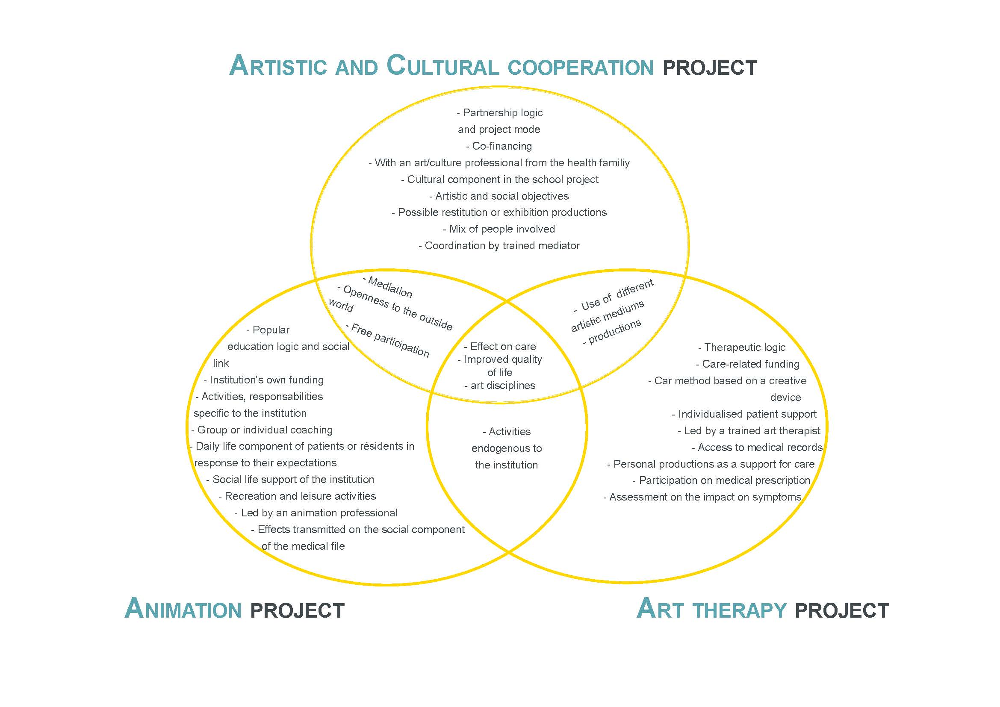 ARTISTIC AND CULTURAL COOPERATION PROJECT
- Partnership logic
and project mode
- Co-financing
- With an art/culture professional from the health familiy
- Cultural component in the school project
- Artistic and social objectives
- Possible restitution or exhibition productions
- Mix of people involved
- Coordination by trained mediator
- Mediation
- Openness to the outside
world
- Free participation
- Use of different
artistic mediums
- productions
- Effect on care
- Improved quality
of life
- art disciplines
- Popular
education logic and social
link
- Institution’s own funding
- Activities, responsabilities
specific to the institution
- Group or individual coaching
- Daily life component of patients or résidents in
response to their expectations
- Social life support of the institution
- Recreation and leisure activities
- Led by an animation professional
- Effects transmitted on the social component
of the medical file
- Activities
endogenous to
the institution
- Therapeutic logic
- Care-related funding
- Car method based on a creative
device
- Individualised patient support
- Led by a trained art therapist
- Access to medical records
- Personal productions as a support for care
- Participation on medical prescription
- Assessment on the impact on symptoms
ANIMATION PROJECT
ART THERAPY PROJECT